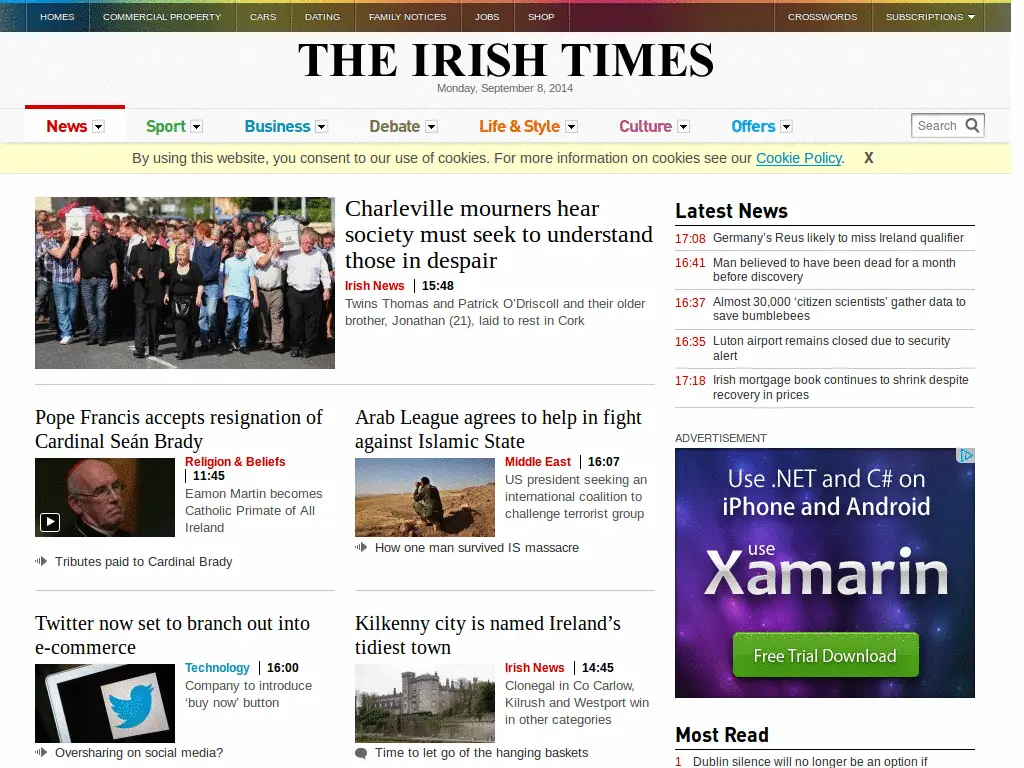 HOMES COMMERCIAL PROPERTY CARS DATING FAMILY NOTICES JOBS SHOP CROSSWORDS SUBSCRIPTIONS
THE IRISH TIMES
Monday, September 8, 2014
News Sport Business Debate Life & Style Culture Offers Search
By using this website, you consent to our use of cookies. For more information on cookies see our Cookie Policy. X
Charleville mourners hear
society must seek to understand
those in despair
Irish News 15:48
Twins Thomas and Patrick O’Driscoll and their older
brother, Jonathan (21), laid to rest in Cork
Pope Francis accepts resignation of
Cardinal Seán Brady
Religion & Beliefs
11:45
Eamon Martin becomes
Catholic Primate of All
Ireland
Tributes paid to Cardinal Brady
Arab League agrees to help in fight
against Islamic State
Middle East 16:07
US president seeking an
international coalition to
challenge terrorist group
How one man survived IS massacre
Twitter now set to branch out into
e-commerce
Technology 16:00
Company to introduce
‘buy now’ button
Oversharing on social media?
Kilkenny city is named Ireland’s
tidiest town
Irish News 14:45
Clonegal in Co Carlow,
Kilrush and Westport win
in other categories
Time to let go of the hanging baskets
Latest News
17:08 Germany’s Reus likely to miss Ireland qualifier
16:41 Man believed to have been dead for a month
before discovery
16:37 Almost 30,000 ‘citizen scientists’ gather data to
save bumblebees
16:35 Luton airport remains closed due to security
alert
17:18 Irish mortgage book continues to shrink despite
recovery in prices
ADVERTISEMENT
Use .NET and C# on
iPhone and Android
use
Xamarin
Free Trial Download
Most Read
1 Dublin silence will no longer be an option if